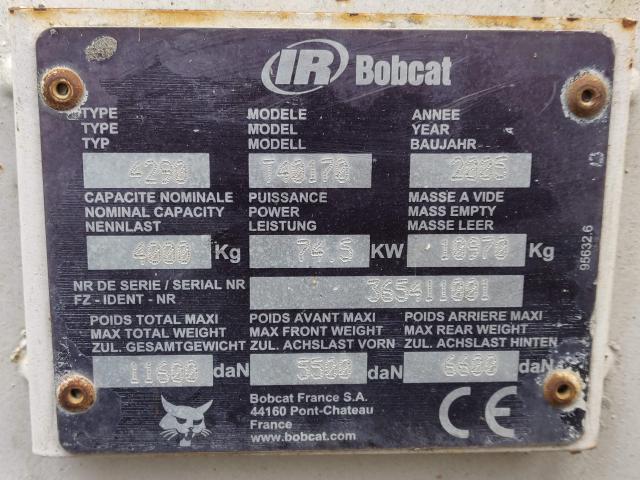 IR Bobcat
TYPE MODELE ANNEE
TYPE MODEL YEAR
TYP MODELL BAUJAHR
4290 T40170 2005
CAPACITE NOMINALE PUISSANCE MASSE A VIDE
NOMINAL CAPACITY POWER MASS EMPTY
NENNLAST LEISTUNG MASSE LEER
4000 Kg 74.5 KW 10970 Kg
NR DE SERIE / SERIAL NR
FZ - IDENT - NR
365411001
POIDS TOTAL MAXI POIDS AVANT MAXI POIDS ARRIERE MAXI
MAX TOTAL WEIGHT MAX FRONT WEIGHT MAX REAR WEIGHT
ZUL. GESAMTGEWICHT ZUL. ACHSLAST VORN ZUL. ACHSLAST HINTEN
11600 daN 5500 daN 6600 daN
Bobcat France S.A.
44160 Pont-Chateau
France
www.bobcat.com
CE
95632.6